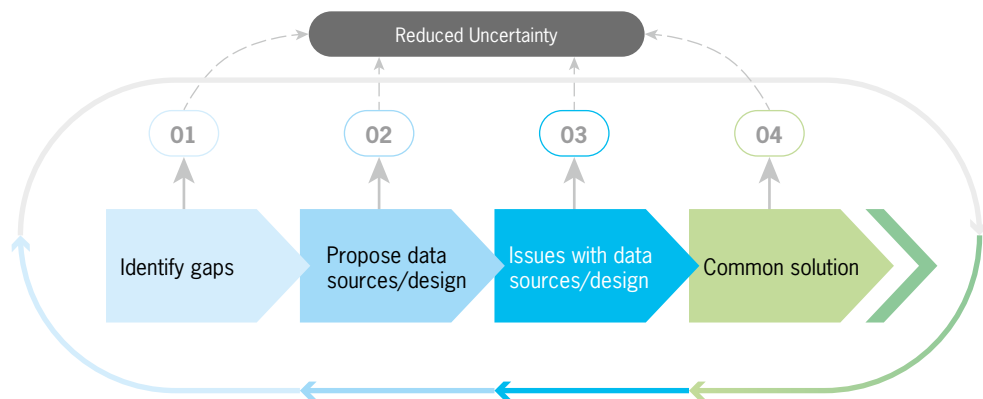 Reduced Uncertainty
01
02
03
04
Identify gaps
Propose data
sources/design
Issues with data
sources/design
Common solution